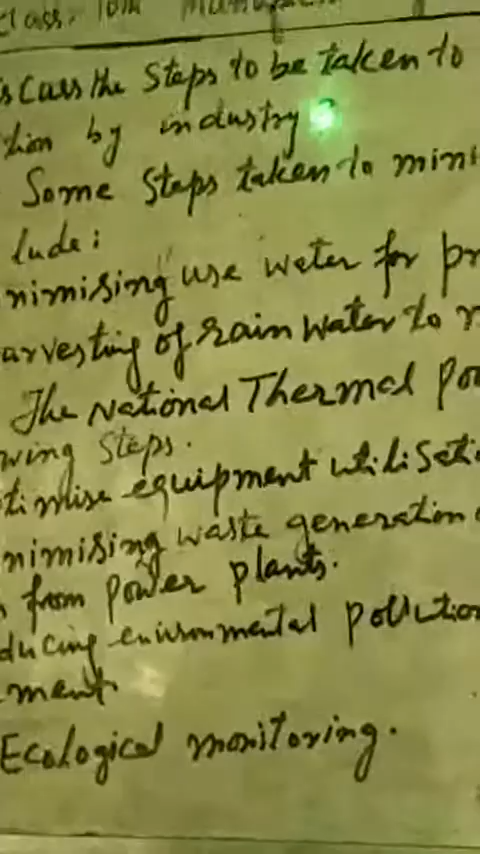 Class. 10th
scuss the steps to be taken to
tion by industry?
Some steps taken to mini
lude:
nimising use water for pr
arvesting of rain water to r
The National Thermal Pow
wing steps.
timise equipment utilisati
nimising waste generation
from power plants.
ducing environmental pollution
ment
Ecological monitoring.